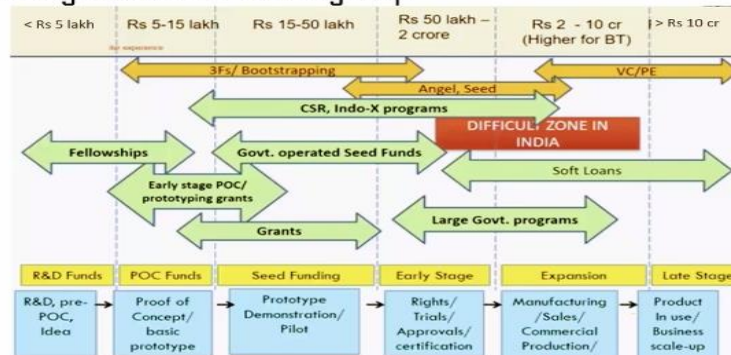 < Rs 5 lakh
Rs 5-15 lakh
Rs 15-50 lakh
Rs 50 lakh –
2 crore
Rs 2 - 10 cr
(Higher for BT)
> Rs 10 cr
3Fs/ Bootstrapping
VC/PE
Angel, Seed
CSR, Indo-X programs
DIFFICULT ZONE IN
INDIA
Fellowships
Govt. operated Seed Funds
Soft Loans
Early stage POC/
prototyping grants
Large Govt. programs
Grants
R&D Funds
POC Funds
Seed Funding
Early Stage
Expansion
Late Stage
R&D, pre-
POC,
Idea
Proof of
Concept/
basic
prototype
Prototype
Demonstration/
Pilot
Rights/
Trials/
Approvals/
certification
Manufacturing
/Sales/
Commercial
Production/
Product
In use/
Business
scale-up